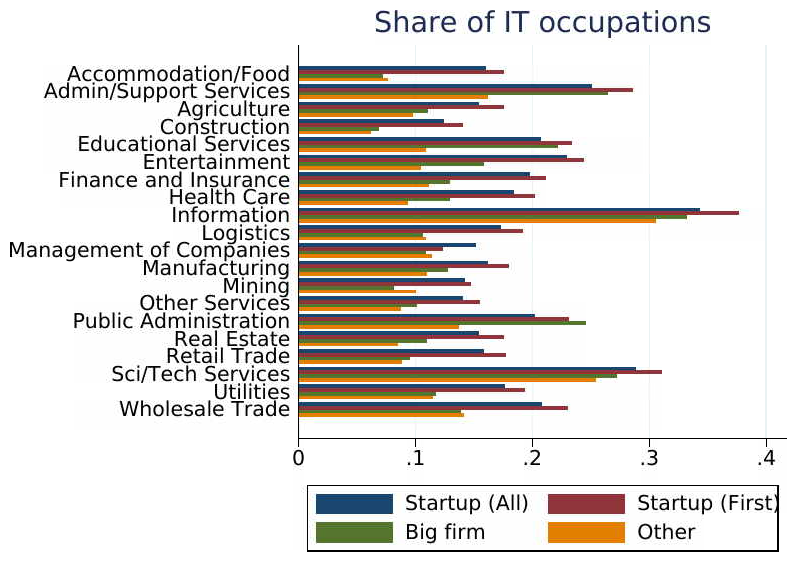 Share of IT occupations
Accommodation/Food
Admin/Support Services
Agriculture
Construction
Educational Services
Entertainment
Finance and Insurance
Health Care
Information
Logistics
Management of Companies
Manufacturing
Mining
Other Services
Public Administration
Real Estate
Retail Trade
Sci/Tech Services
Utilities
Wholesale Trade
0 .1 .2 .3 .4
Startup (All) Startup (First)
Big firm Other